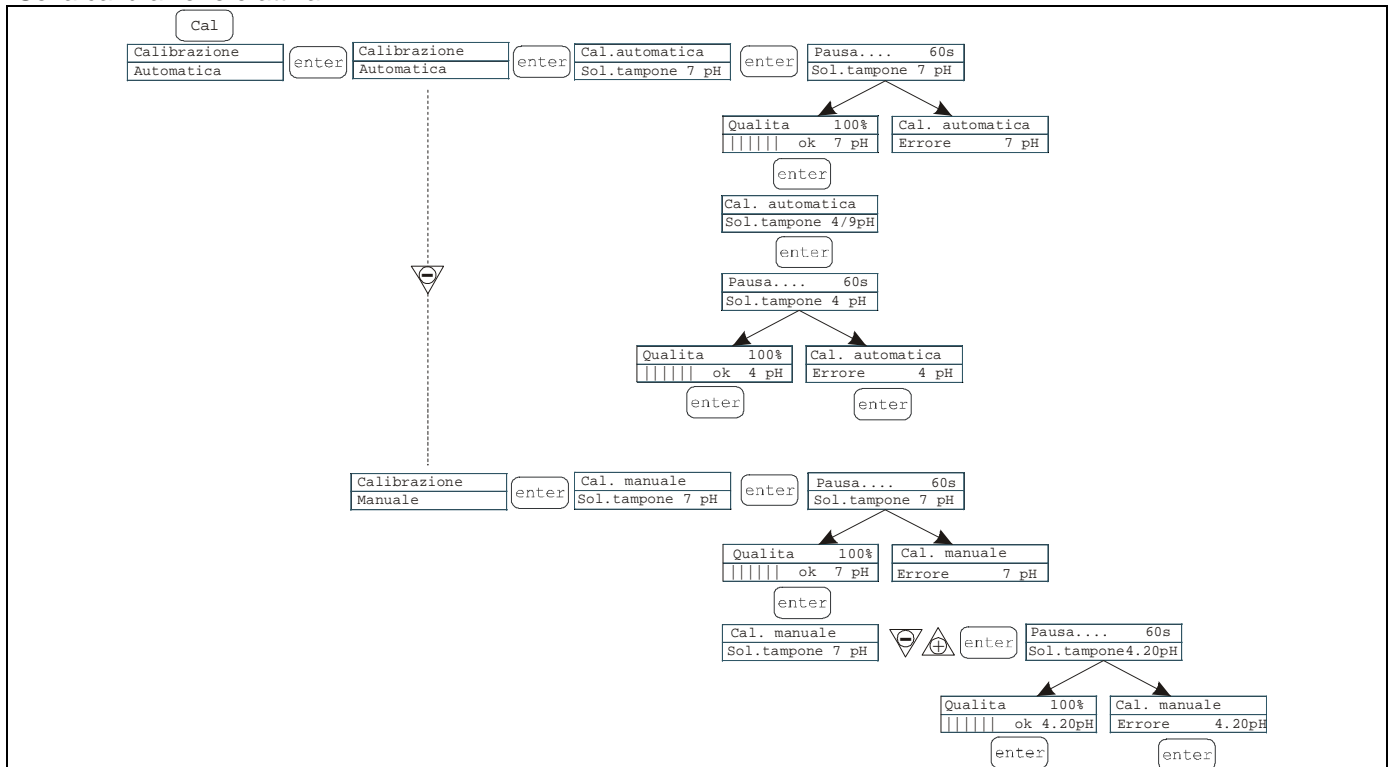 Cal
Calibrazione
Automatica
enter
Calibrazione
Automatica
enter
Cal.automatica
Sol.tampone 7 pH
enter
Pausa.... 60s
Sol.tampone 7 pH
Qualita 100%
|||||| ok 7 pH
Cal. automatica
Errore 7 pH
enter
Cal. automatica
Sol.tampone 4/9pH
enter
Pausa.... 60s
Sol.tampone 4 pH
Qualita 100%
|||||| ok 4 pH
Cal. automatica
Errore 4 pH
enter
enter
Calibrazione
Manuale
enter
Cal. manuale
Sol.tampone 7 pH
enter
Pausa.... 60s
Sol.tampone 7 pH
Qualita 100%
|||||| ok 7 pH
Cal. manuale
Errore 7 pH
enter
Cal. manuale
Sol.tampone 7 pH
enter
Pausa.... 60s
Sol.tampone4.20pH
Qualita 100%
|||||| ok 4.20pH
Cal. manuale
Errore 4.20pH
enter
enter